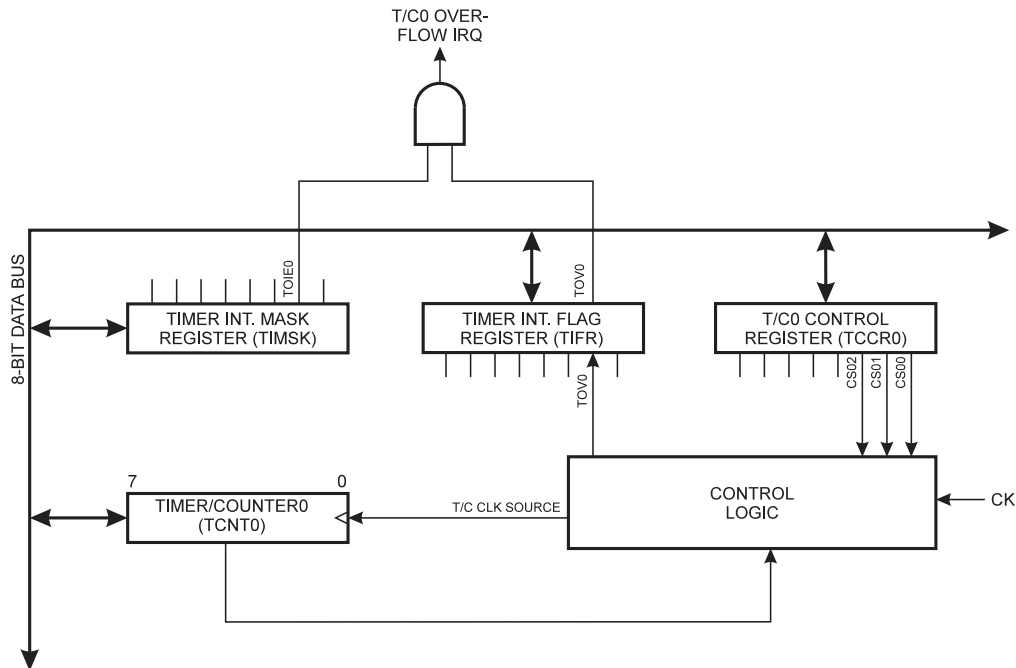 T/C0 OVER-
FLOW IRQ
8-BIT DATA BUS
TOIE0
TOV0
TIMER INT. MASK
REGISTER (TIMSK)
TIMER INT. FLAG
REGISTER (TIFR)
T/C0 CONTROL
REGISTER (TCCR0)
TOV0
CS02
CS01
CS00
7
0
TIMER/COUNTER0
(TCNT0)
T/C CLK SOURCE
CONTROL
LOGIC
CK